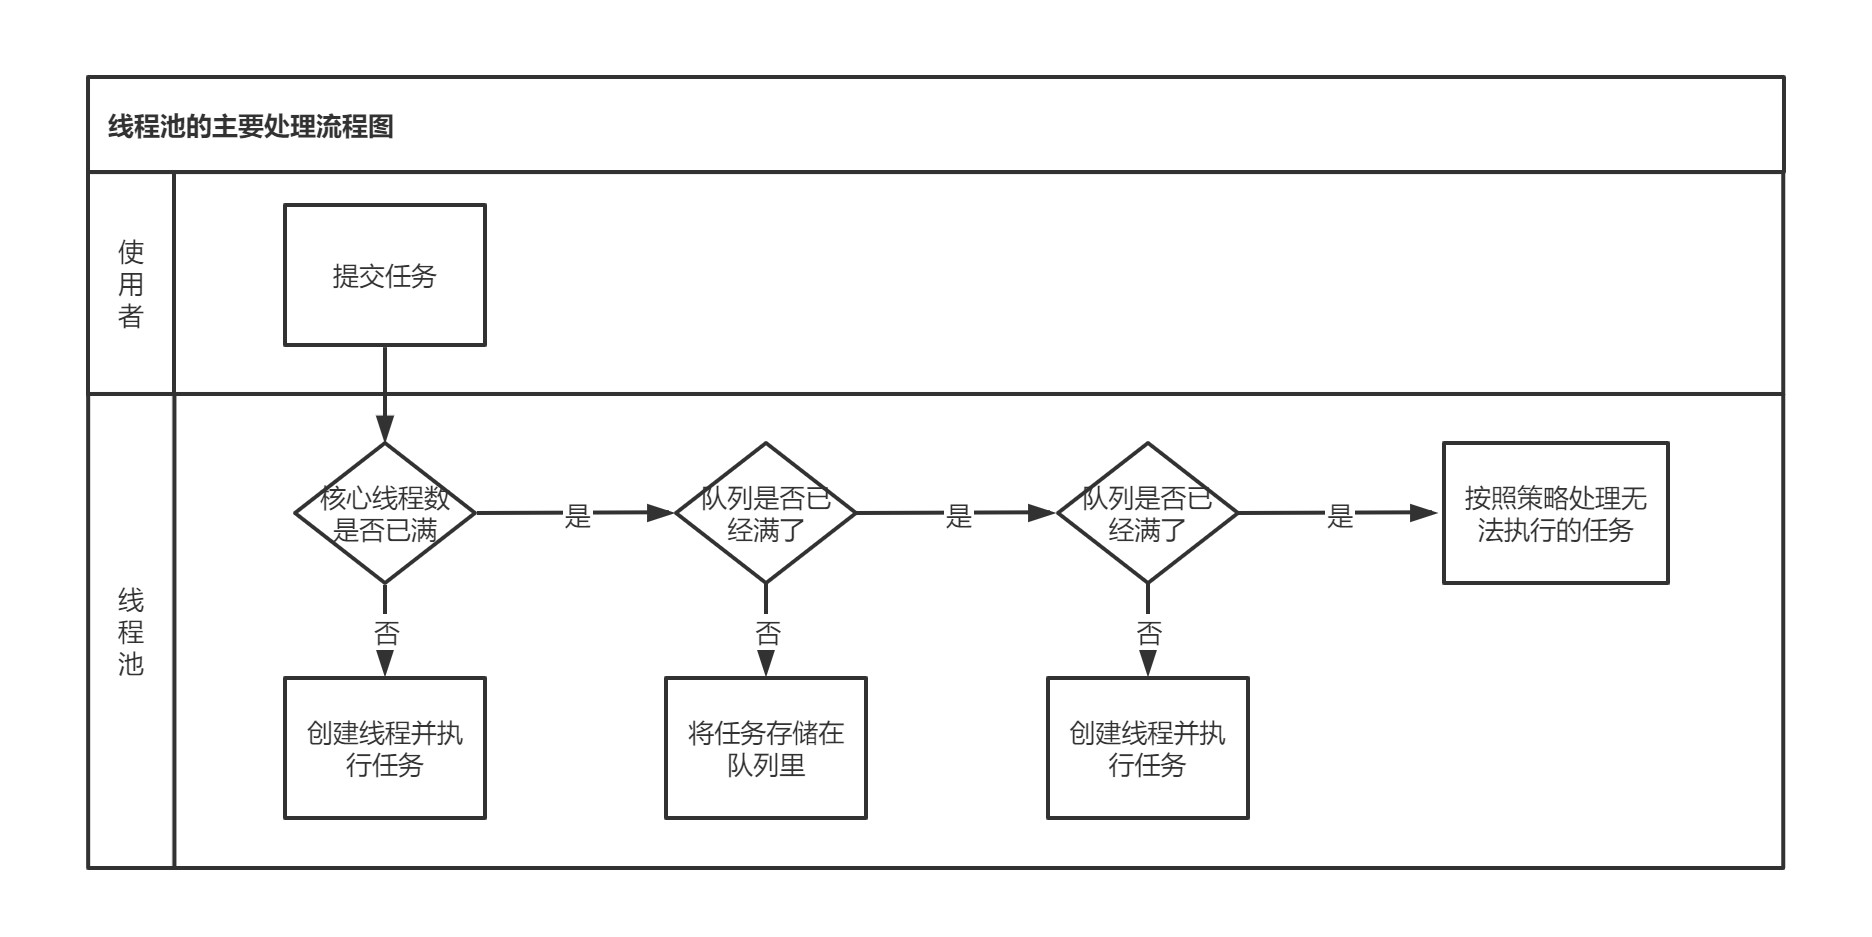 线程池的主要处理流程图
使
用
者
提交任务
线
程
池
核心线程数
是否已满
是
队列是否已
经满了
是
队列是否已
经满了
是
按照策略处理无
法执行的任务
否
否
否
创建线程并执
行任务
将任务存储在
队列里
创建线程并执
行任务